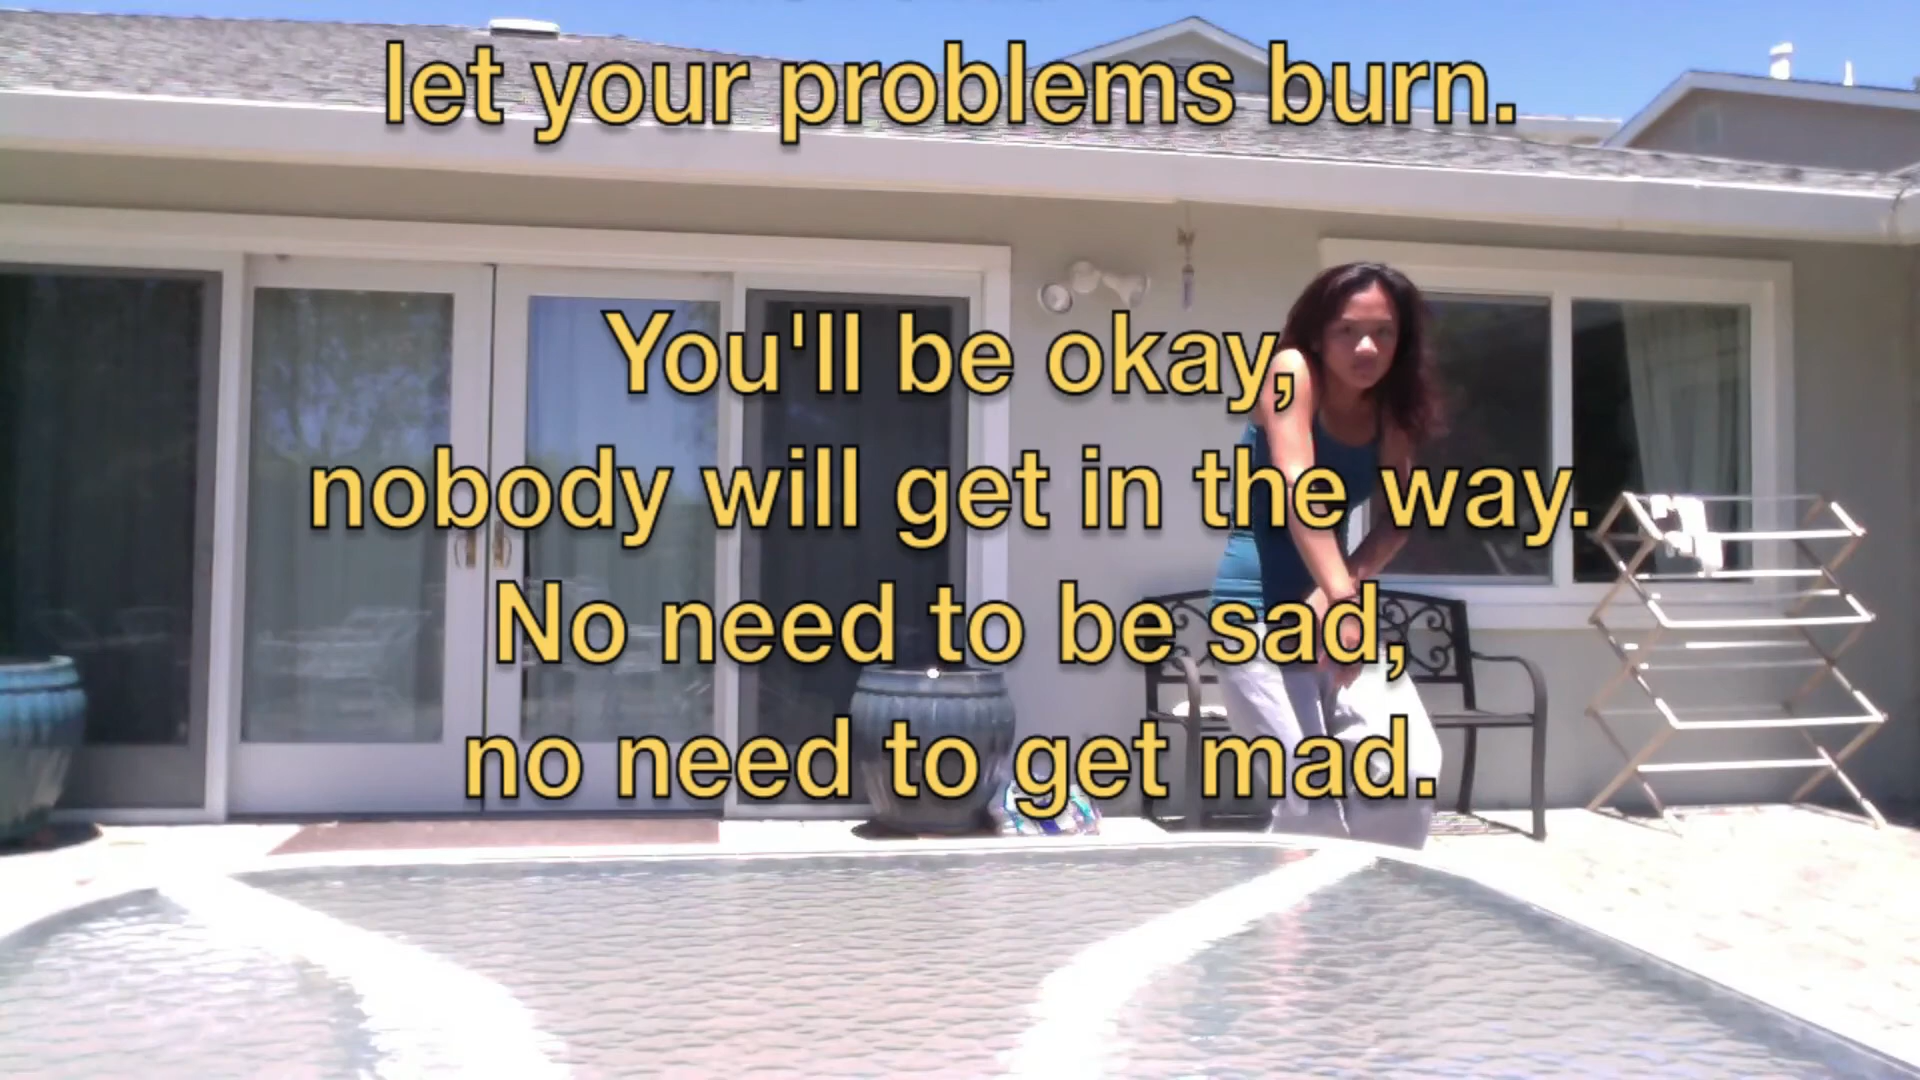 let your problems burn.
You'll be okay,
nobody will get in the way.
No need to be sad,
no need to get mad.